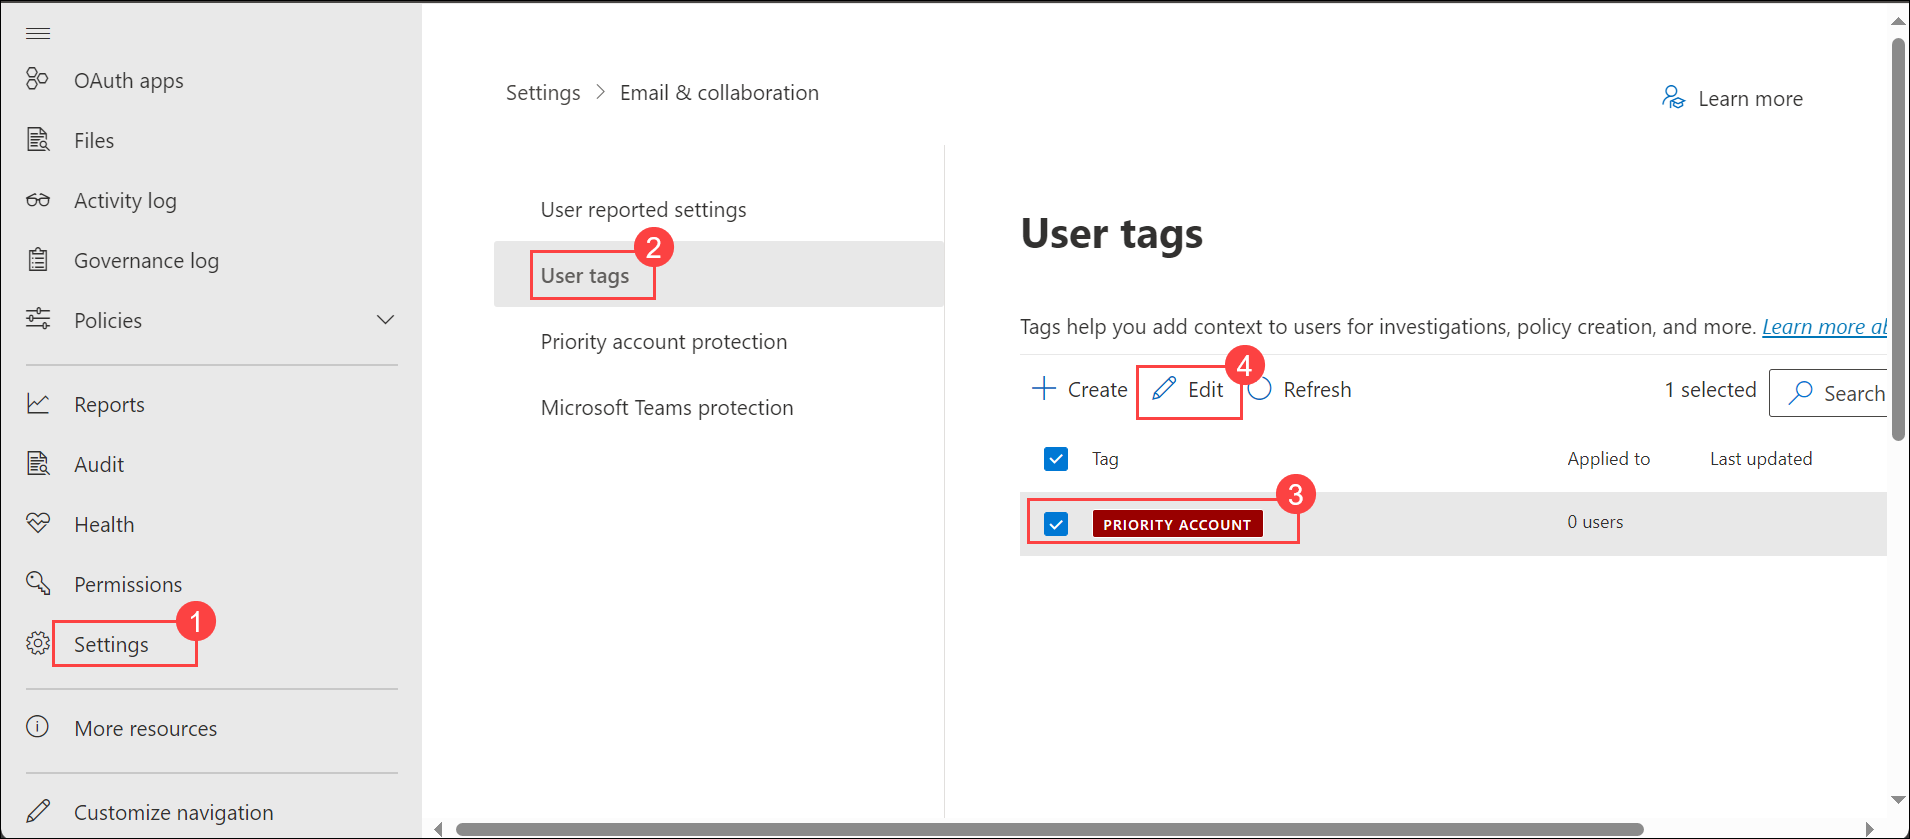 OAuth apps
Files
Activity log
Governance log
Policies
Reports
Audit
Health
Permissions
1
Settings
More resources
Customize navigation
Settings > Email & collaboration
Learn more
User reported settings
2
User tags
Priority account protection
Microsoft Teams protection
User tags
Tags help you add context to users for investigations, policy creation, and more. Learn more ab
4
Create Edit Refresh 1 selected Search
Tag Applied to Last updated
3
PRIORITY ACCOUNT 0 users